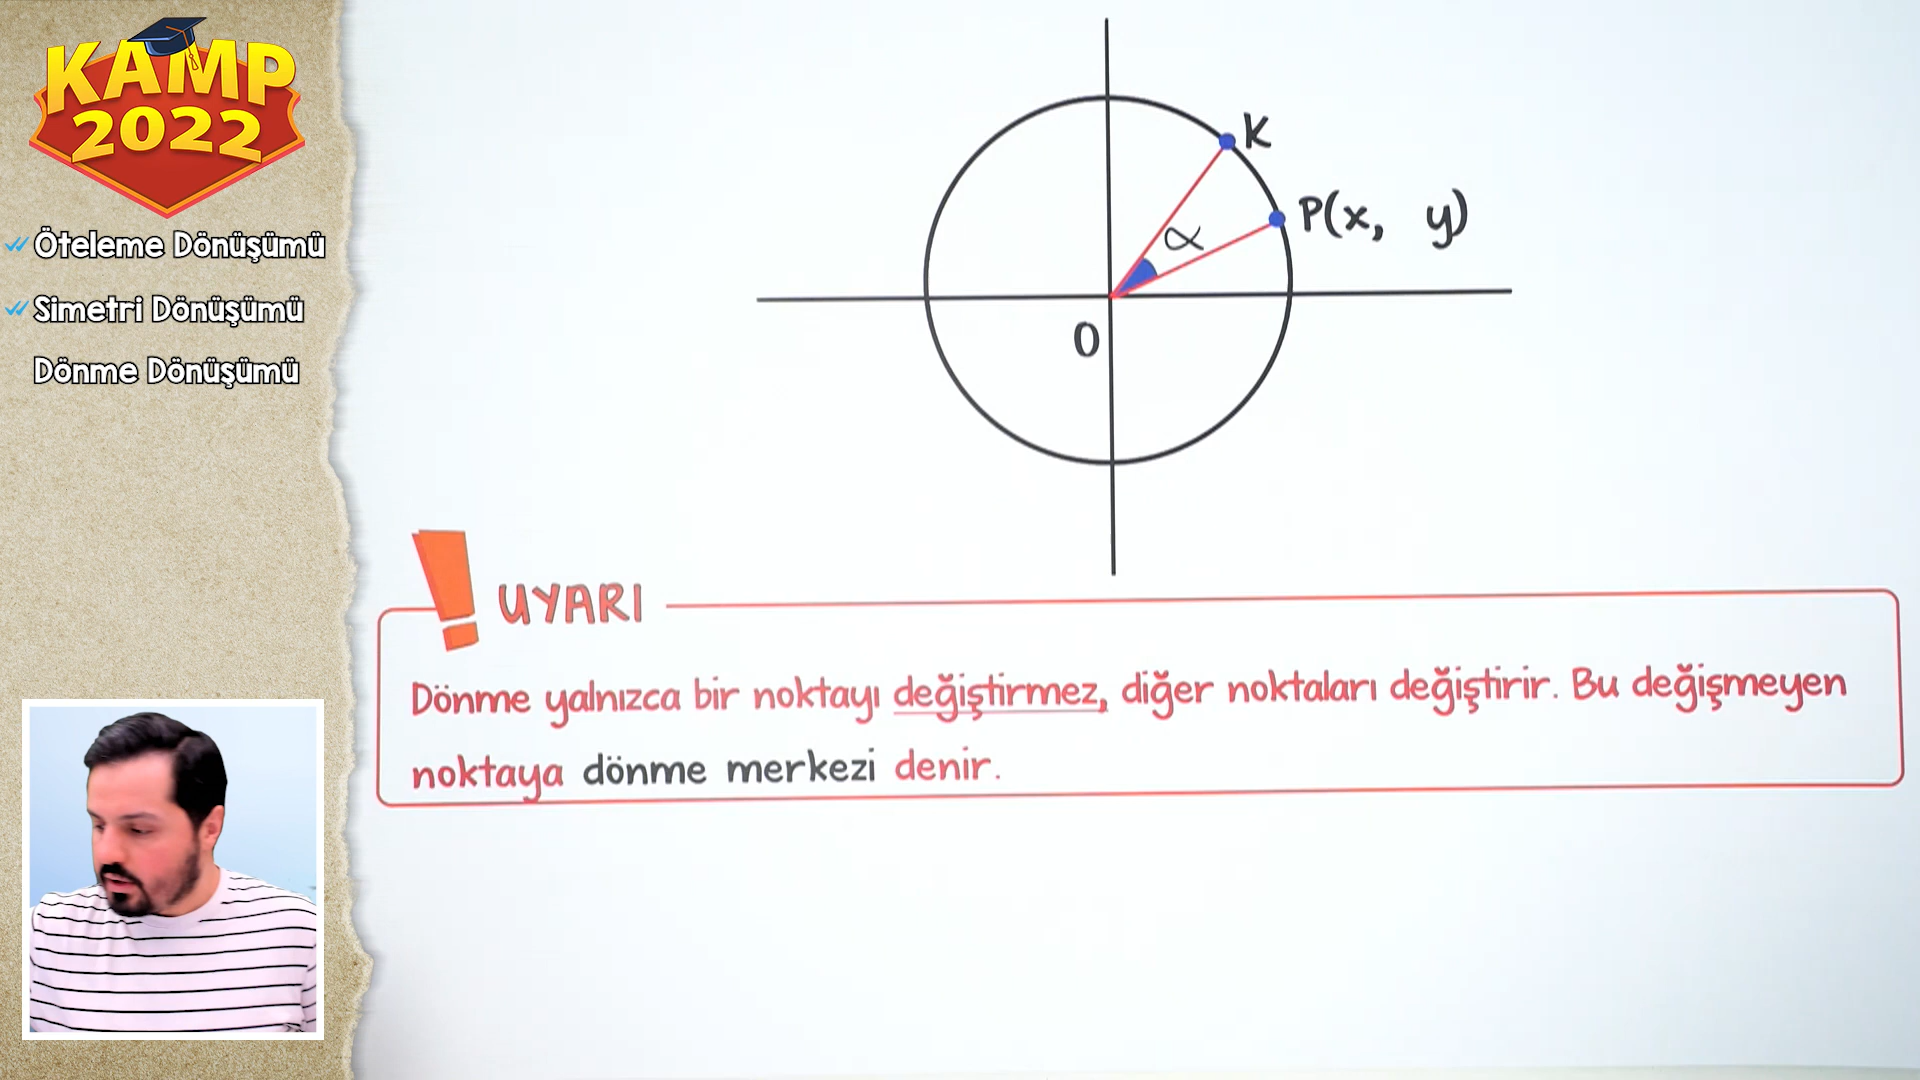 KAMP
2022
Öteleme Dönüşümü
Simetri Dönüşümü
Dönme Dönüşümü
K
α
P(x, y)
O
! UYARI
Dönme yalnızca bir noktayı değiştirmez, diğer noktaları değiştirir. Bu değişmeyen
noktaya dönme merkezi denir.